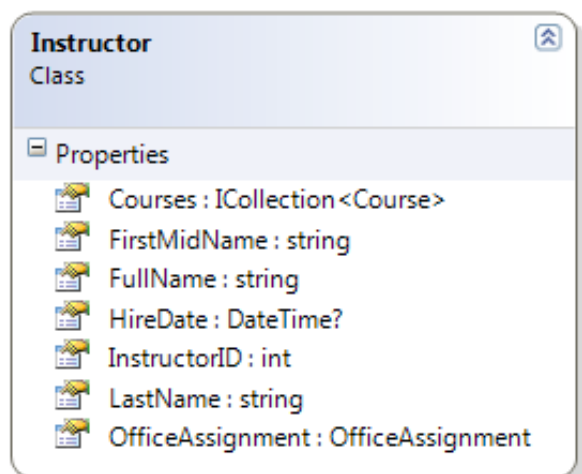 Instructor
Class
Properties
Courses : ICollection<Course>
FirstMidName : string
FullName : string
HireDate : DateTime?
InstructorID : int
LastName : string
OfficeAssignment : OfficeAssignment